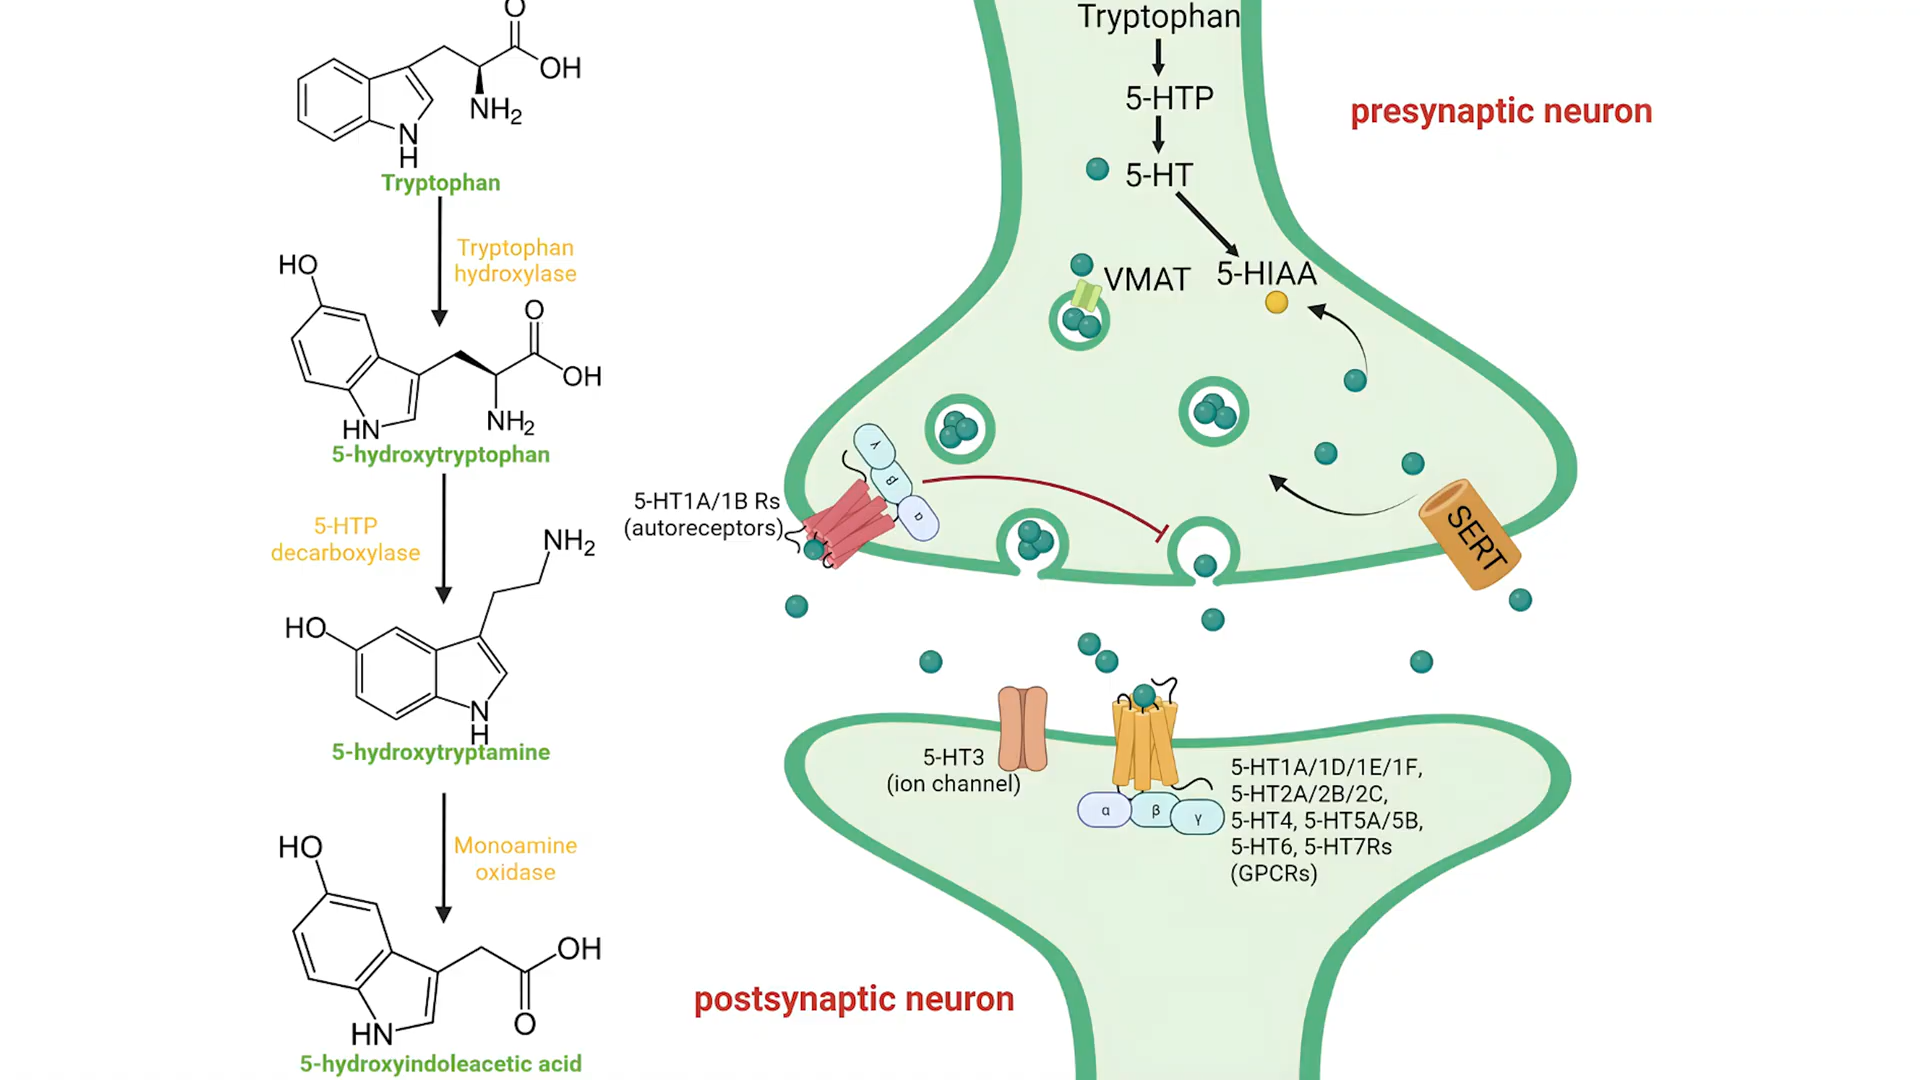 O
OH
NH2
N
H
Tryptophan
Tryptophan
hydroxylase
HO
O
OH
NH2
HN
5-hydroxytryptophan
5-HTP
decarboxylase
NH2
HO
N
H
5-hydroxytryptamine
Monoamine
oxidase
HO
OH
O
HN
5-hydroxyindoleacetic acid
Tryptophan
5-HTP
5-HT
presynaptic neuron
VMAT
5-HIAA
γ
β
α
5-HT1A/1B Rs
(autoreceptors)
SERT
5-HT3
(ion channel)
α
β
γ
5-HT1A/1D/1E/1F,
5-HT2A/2B/2C,
5-HT4, 5-HT5A/5B,
5-HT6, 5-HT7Rs
(GPCRs)
postsynaptic neuron